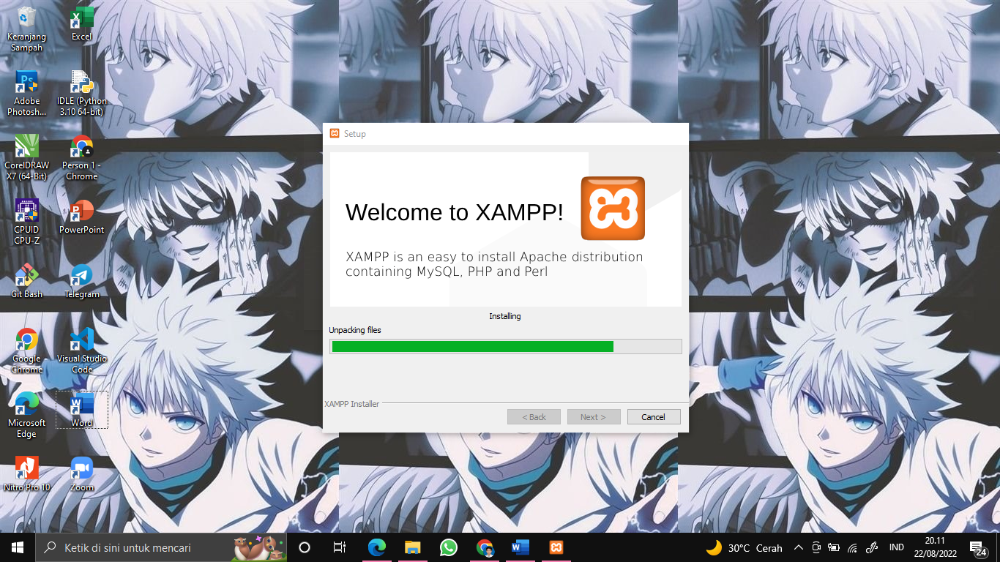 Keranjang
Sampah
Excel
Adobe
Photosh...
IDLE (Python
3.10 64-bit)
CorelDRAW
X7 (64-Bit)
Person 1 -
Chrome
CPUID
CPU-Z
PowerPoint
Git Bash
Telegram
Google
Chrome
Visual Studio
Code
Microsoft
Edge
Word
Nitro Pro 10
Zoom
Setup
Welcome to XAMPP!
XAMPP is an easy to install Apache distribution
containing MySQL, PHP and Perl
Installing
Unpacking files
XAMPP Installer
< Back
Next >
Cancel
Ketik di sini untuk mencari
30°C Cerah
IND
20.11
22/08/2022
24